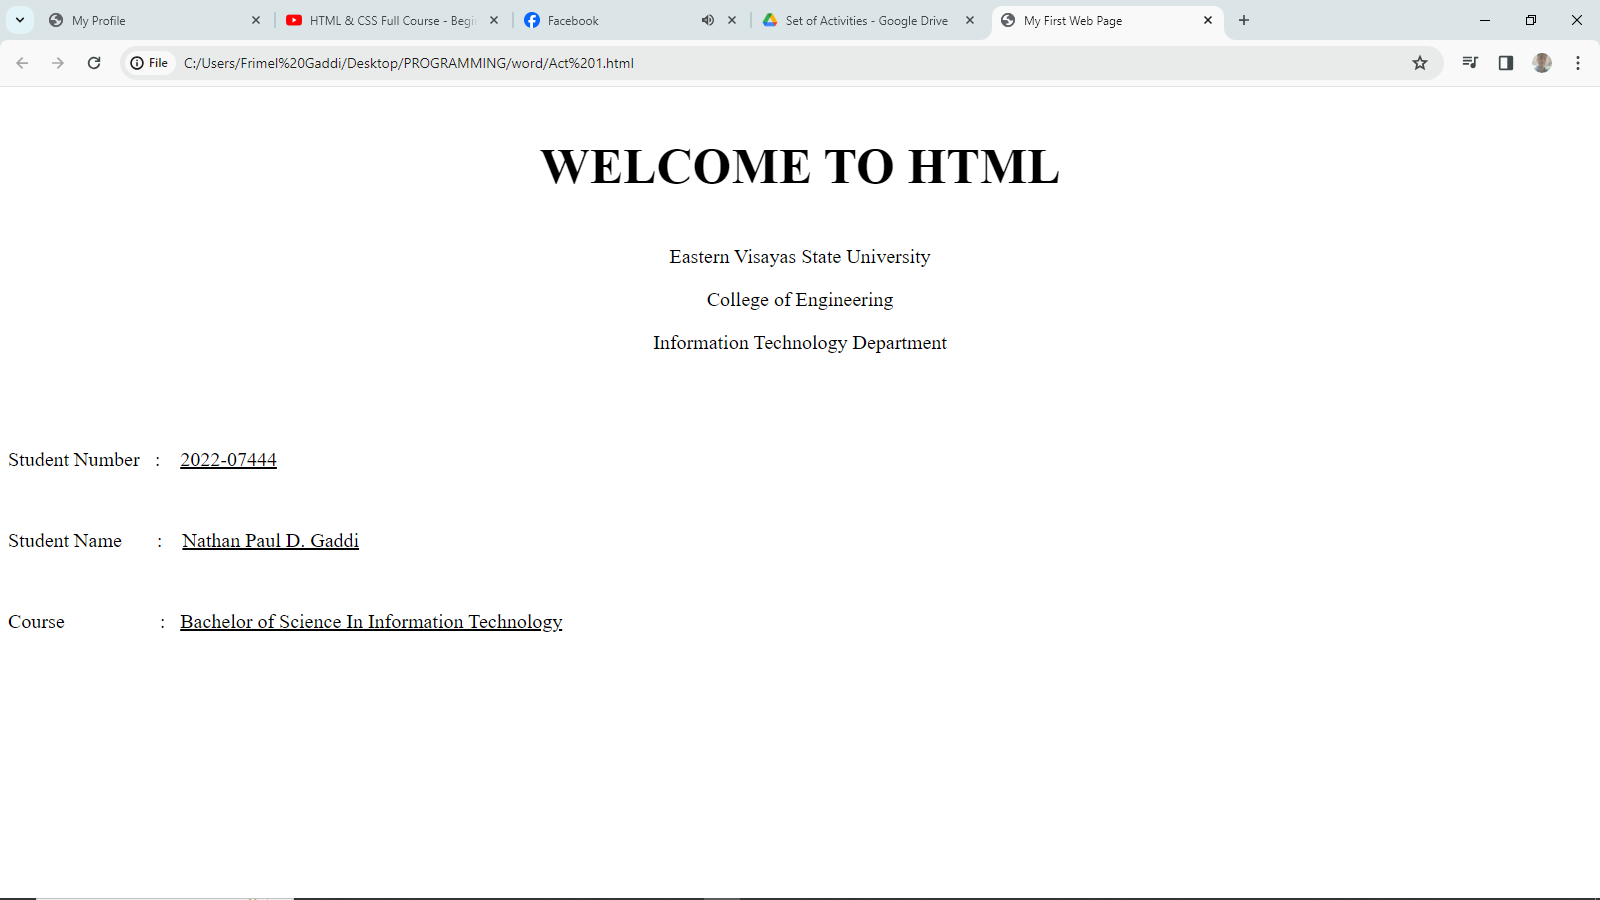 My Profile
HTML & CSS Full Course - Begi
Facebook
Set of Activities - Google Drive
My First Web Page
File
C:/Users/Frimel%20Gaddi/Desktop/PROGRAMMING/word/Act%201.html
WELCOME TO HTML
Eastern Visayas State University
College of Engineering
Information Technology Department
Student Number : 2022-07444
Student Name : Nathan Paul D. Gaddi
Course : Bachelor of Science In Information Technology